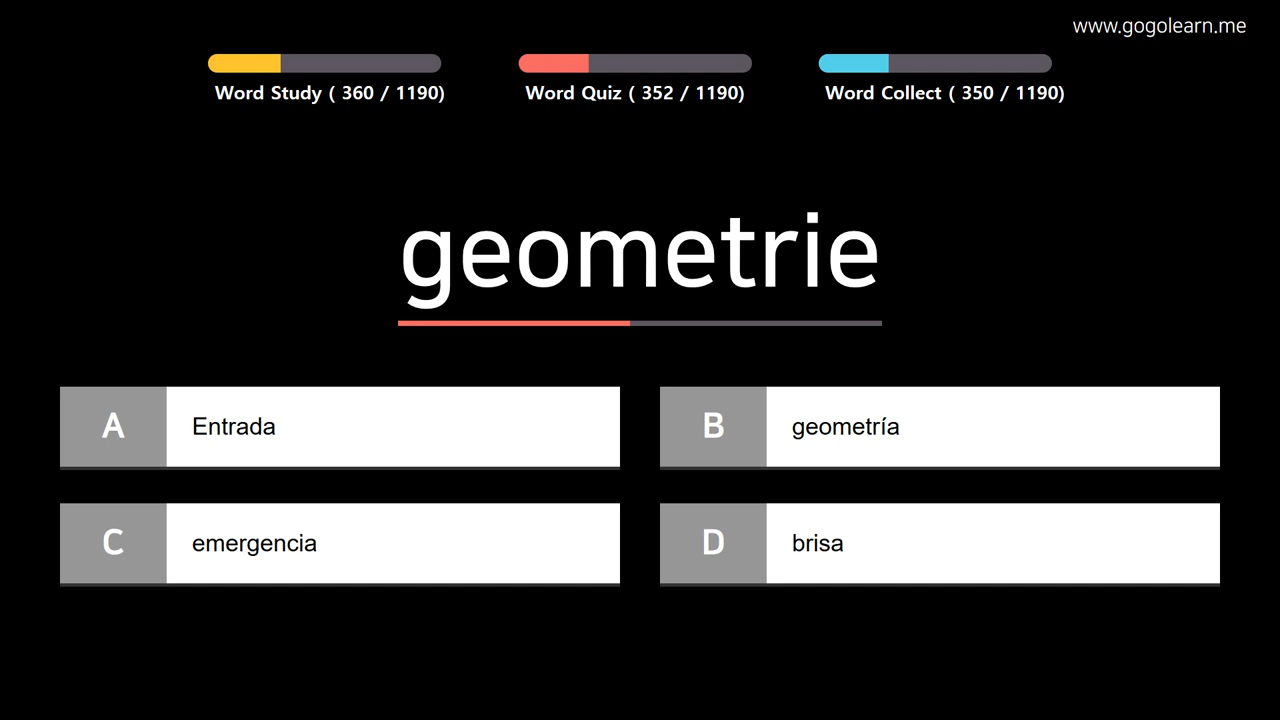 www.gogolearn.me
Word Study ( 360 / 1190)
Word Quiz ( 352 / 1190)
Word Collect ( 350 / 1190)
geometrie
A Entrada
B geometría
C emergencia
D brisa